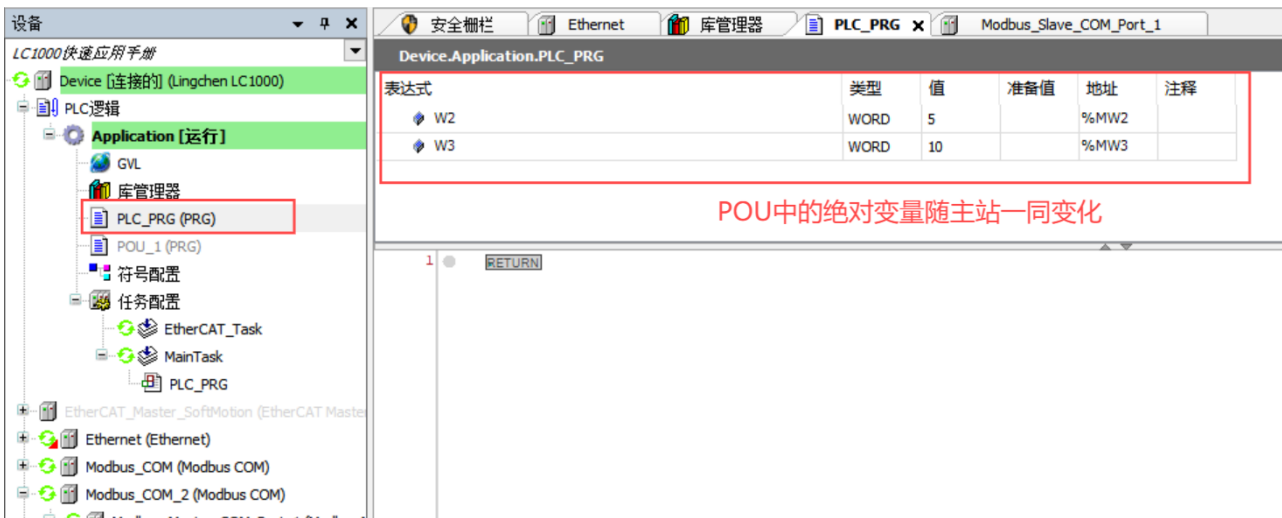 设备
LC1000快速应用手册
Device [连接的] (Lingchen LC1000)
PLC逻辑
Application [运行]
GVL
库管理器
PLC_PRG (PRG)
POU_1 (PRG)
符号配置
任务配置
EtherCAT_Task
MainTask
PLC_PRG
EtherCAT_Master_SoftMotion (EtherCAT Master
Ethernet (Ethernet)
Modbus_COM (Modbus COM)
Modbus_COM_2 (Modbus COM)
安全栅栏 Ethernet 库管理器 PLC_PRG Modbus_Slave_COM_Port_1
Device.Application.PLC_PRG
表达式 类型 值 准备值 地址 注释
W2 WORD 5 %MW2
W3 WORD 10 %MW3
POU中的绝对变量随主站一同变化
1 RETURN